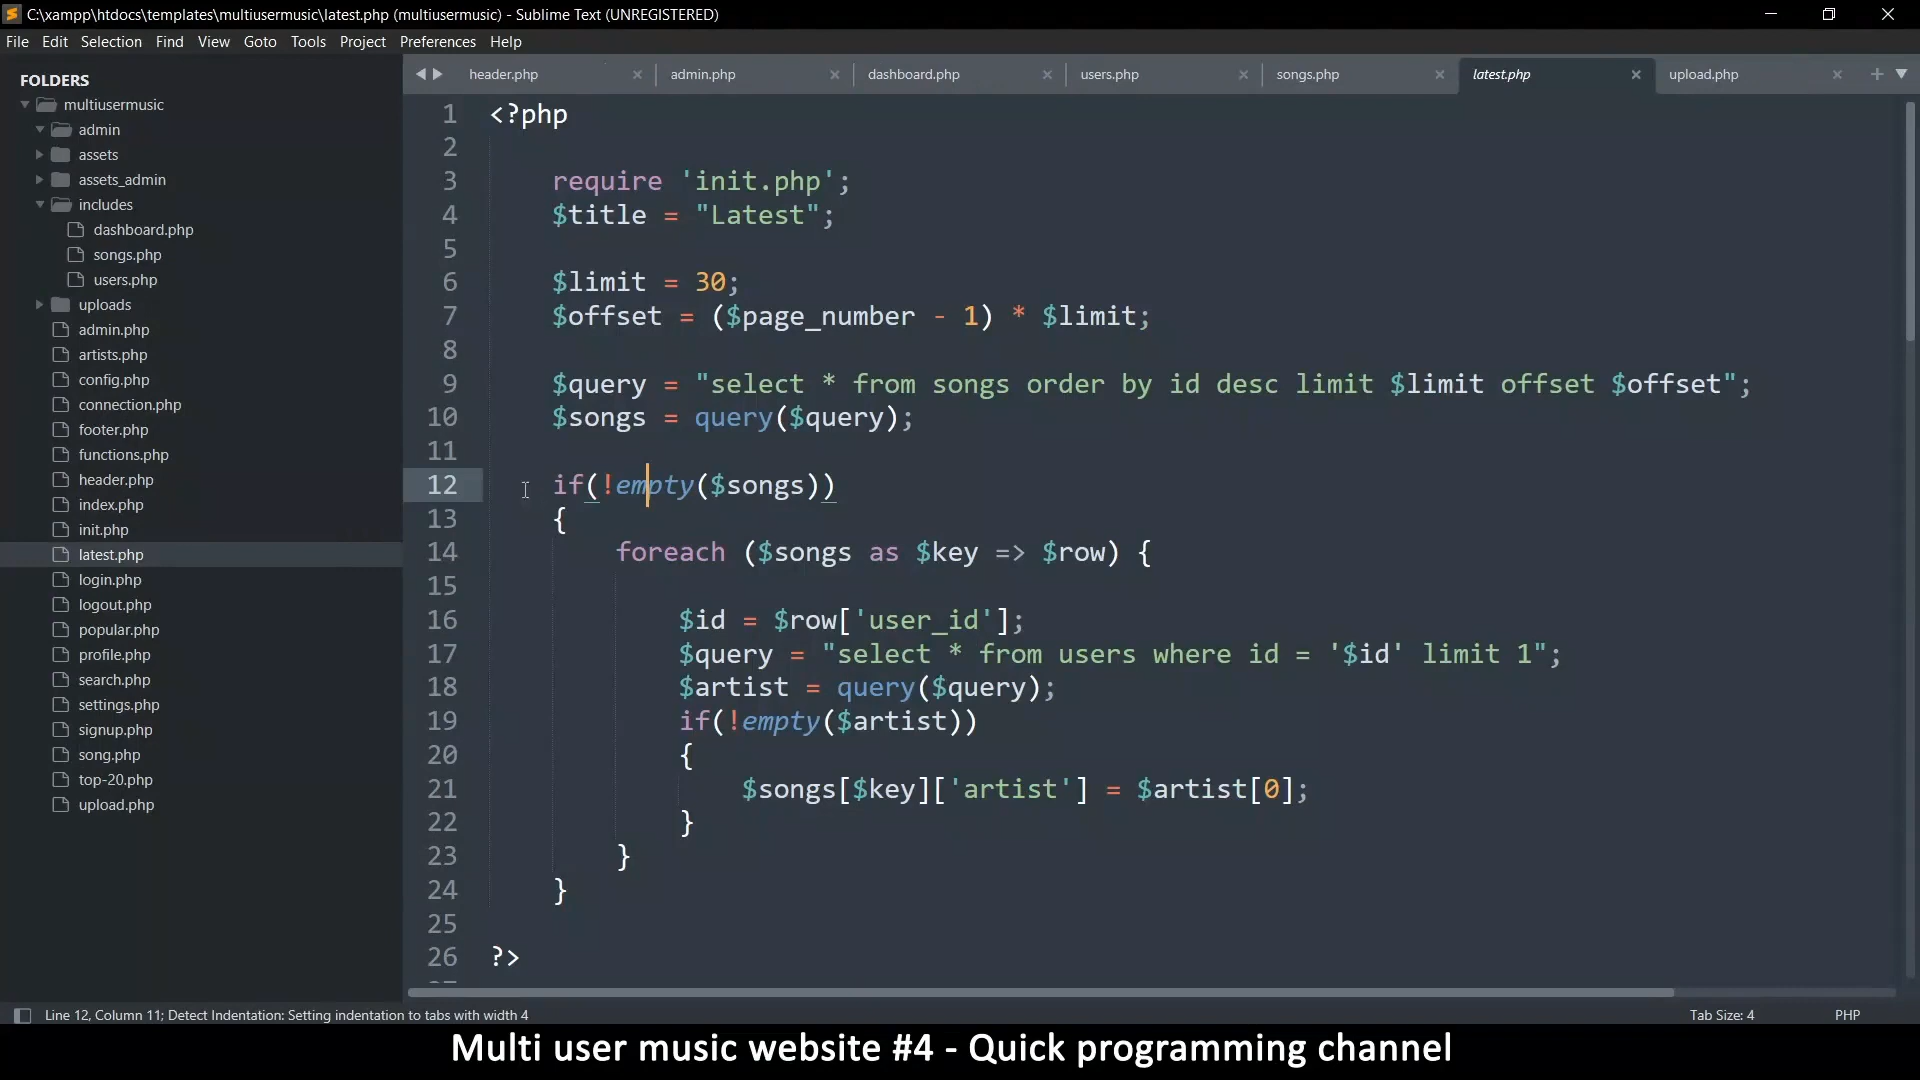 C:\xampp\htdocs\templates\multiusermusic\latest.php (multiusermusic) - Sublime Text (UNREGISTERED)
File Edit Selection Find View Goto Tools Project Preferences Help
FOLDERS
multiusermusic
admin
assets
assets_admin
includes
dashboard.php
songs.php
users.php
uploads
admin.php
artists.php
config.php
connection.php
footer.php
functions.php
header.php
index.php
init.php
latest.php
login.php
logout.php
popular.php
profile.php
search.php
settings.php
signup.php
song.php
top-20.php
upload.php
header.php admin.php dashboard.php users.php songs.php latest.php upload.php
1 <?php
2
3 require 'init.php';
4 $title = "Latest";
5
6 $limit = 30;
7 $offset = ($page_number - 1) * $limit;
8
9 $query = "select * from songs order by id desc limit $limit offset $offset";
10 $songs = query($query);
11
12 if(!empty($songs))
13 {
14 foreach ($songs as $key => $row) {
15
16 $id = $row['user_id'];
17 $query = "select * from users where id = '$id' limit 1";
18 $artist = query($query);
19 if(!empty($artist))
20 {
21 $songs[$key]['artist'] = $artist[0];
22 }
23 }
24 }
25
26 ?>
Line 12, Column 11; Detect Indentation: Setting indentation to tabs with width 4 Tab Size: 4 PHP
Multi user music website #4 - Quick programming channel